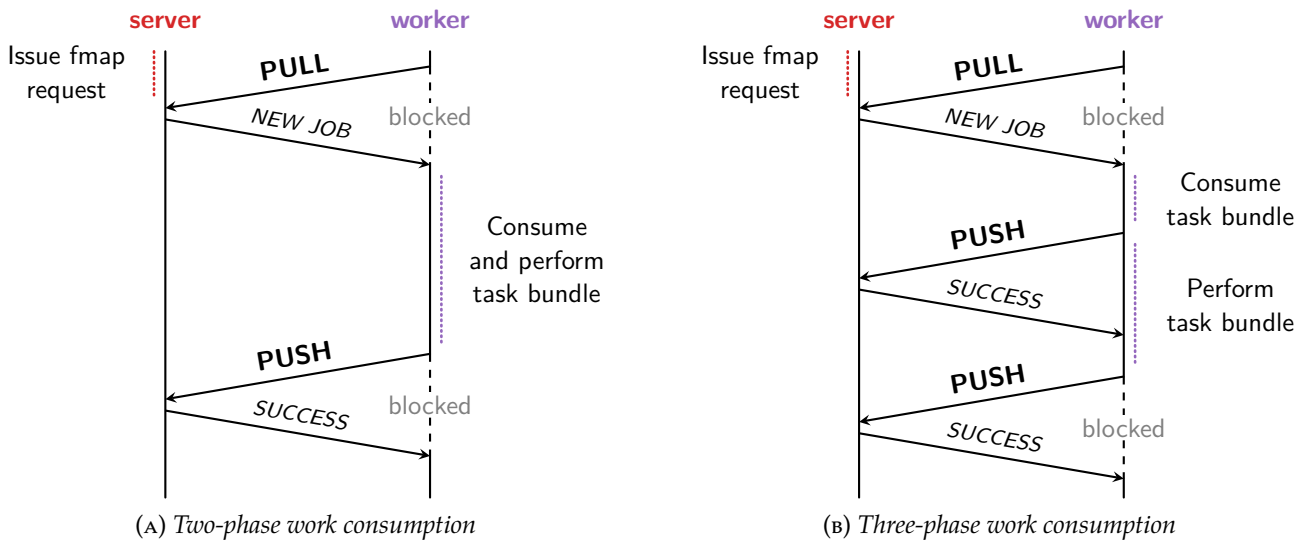 server
worker
Issue fmap
request
PULL
blocked
NEW JOB
Consume
and perform
task bundle
PUSH
blocked
SUCCESS
(A) Two-phase work consumption
server
worker
Issue fmap
request
PULL
blocked
NEW JOB
Consume
task bundle
PUSH
SUCCESS
Perform
task bundle
PUSH
blocked
SUCCESS
(B) Three-phase work consumption